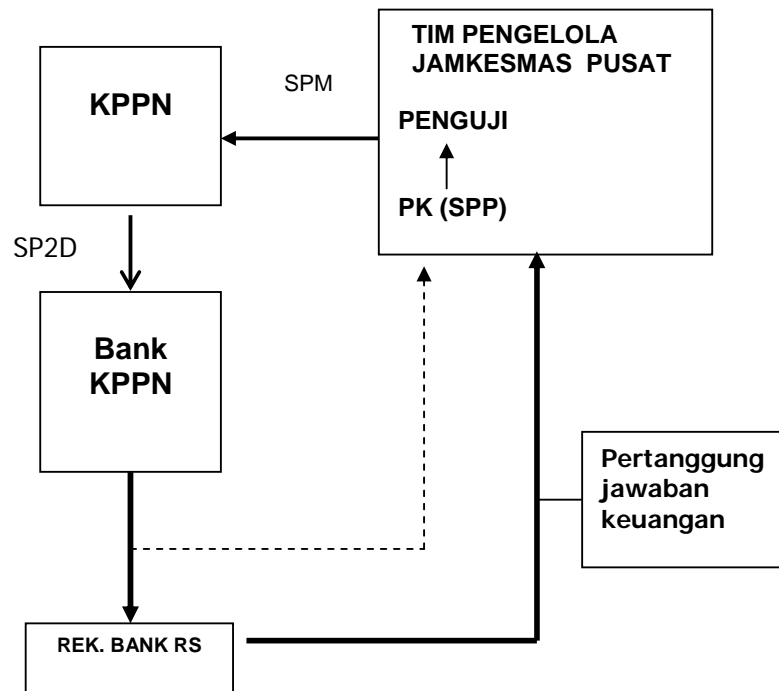 TIM PENGELOLA
JAMKESMAS PUSAT
KPPN
SPM
PENGUJI
PK (SPP)
SP2D
Bank
KPPN
Pertanggung
jawaban
keuangan
REK. BANK RS